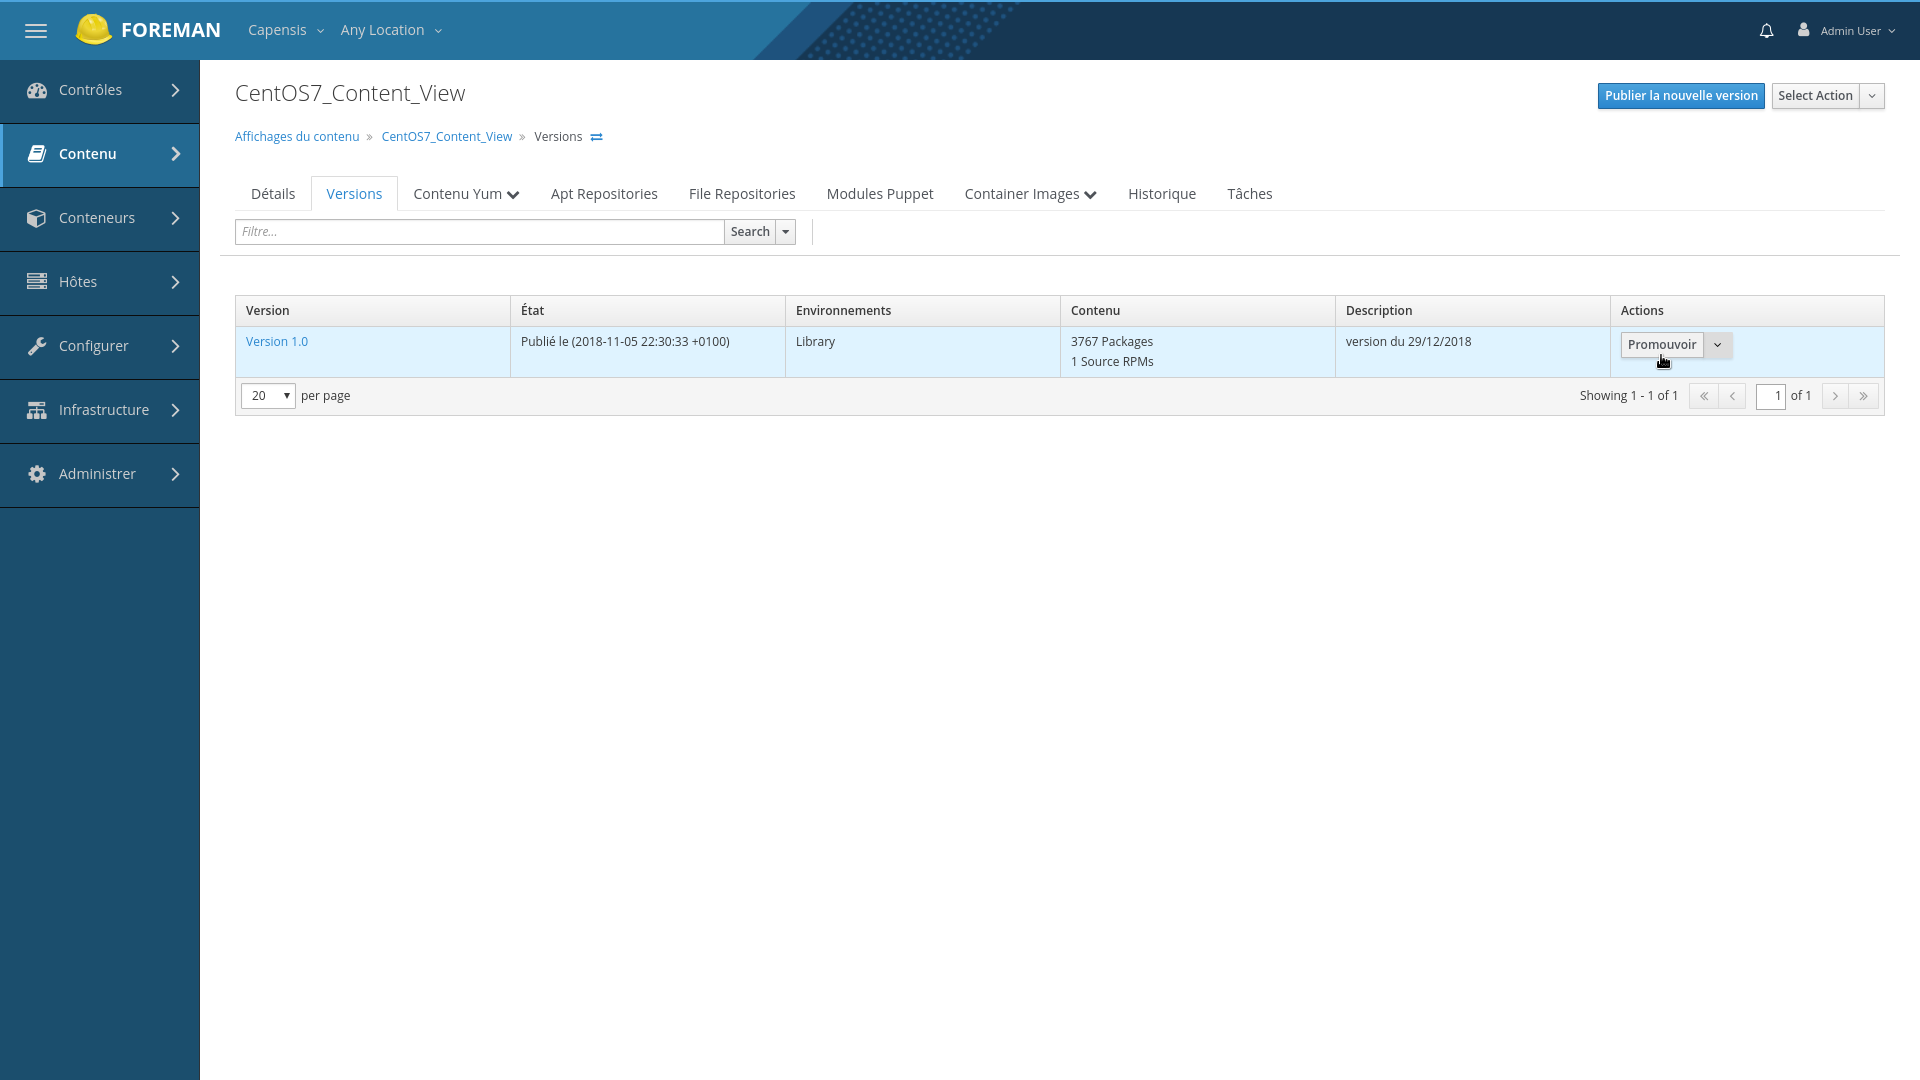 FOREMAN Capensis Any Location Admin User
Contrôles
Contenu
Conteneurs
Hôtes
Configurer
Infrastructure
Administrer
CentOS7_Content_View
Publier la nouvelle version Select Action
Affichages du contenu » CentOS7_Content_View » Versions
Détails Versions Contenu Yum Apt Repositories File Repositories Modules Puppet Container Images Historique Tâches
Filtre... Search
Version État Environnements Contenu Description Actions
Version 1.0 Publié le (2018-11-05 22:30:33 +0100) Library 3767 Packages version du 29/12/2018 Promouvoir
1 Source RPMs
20 per page Showing 1 - 1 of 1 « ‹ 1 of 1 › »